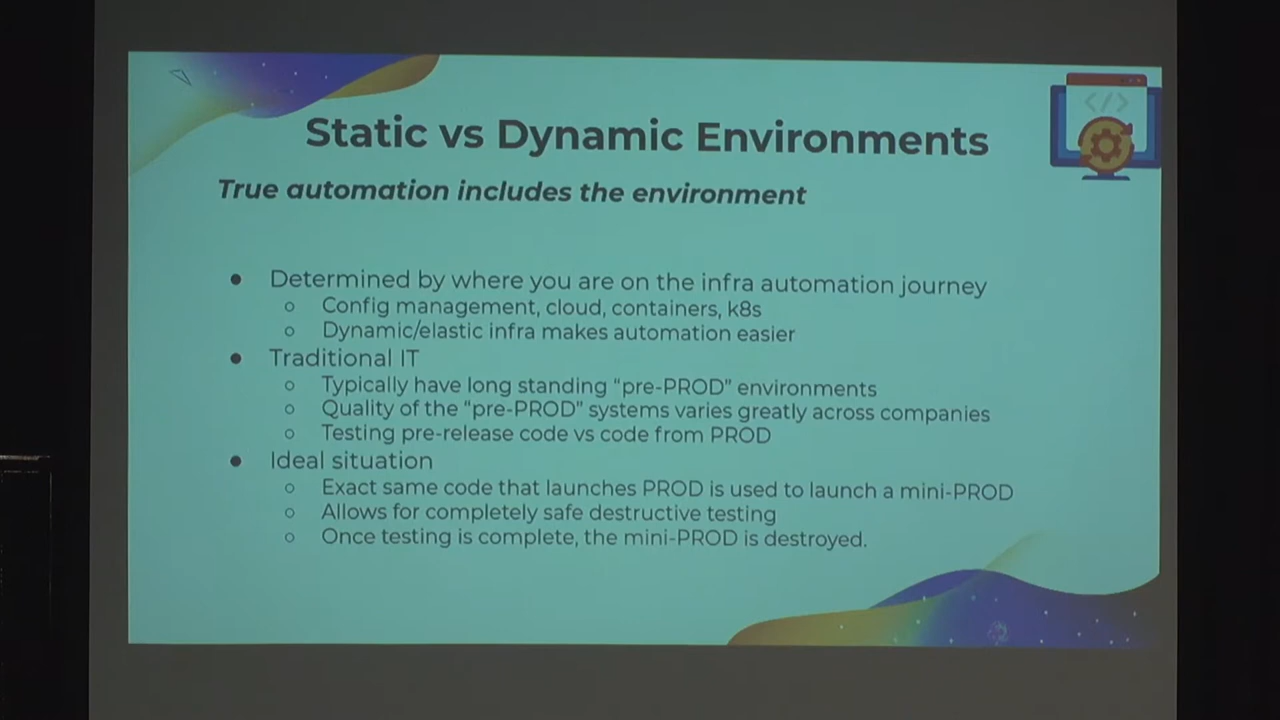 </>
Static vs Dynamic Environments
True automation includes the environment
● Determined by where you are on the infra automation journey
○ Config management, cloud, containers, k8s
○ Dynamic/elastic infra makes automation easier
● Traditional IT
○ Typically have long standing “pre-PROD” environments
○ Quality of the “pre-PROD” systems varies greatly across companies
○ Testing pre-release code vs code from PROD
● Ideal situation
○ Exact same code that launches PROD is used to launch a mini-PROD
○ Allows for completely safe destructive testing
○ Once testing is complete, the mini-PROD is destroyed.